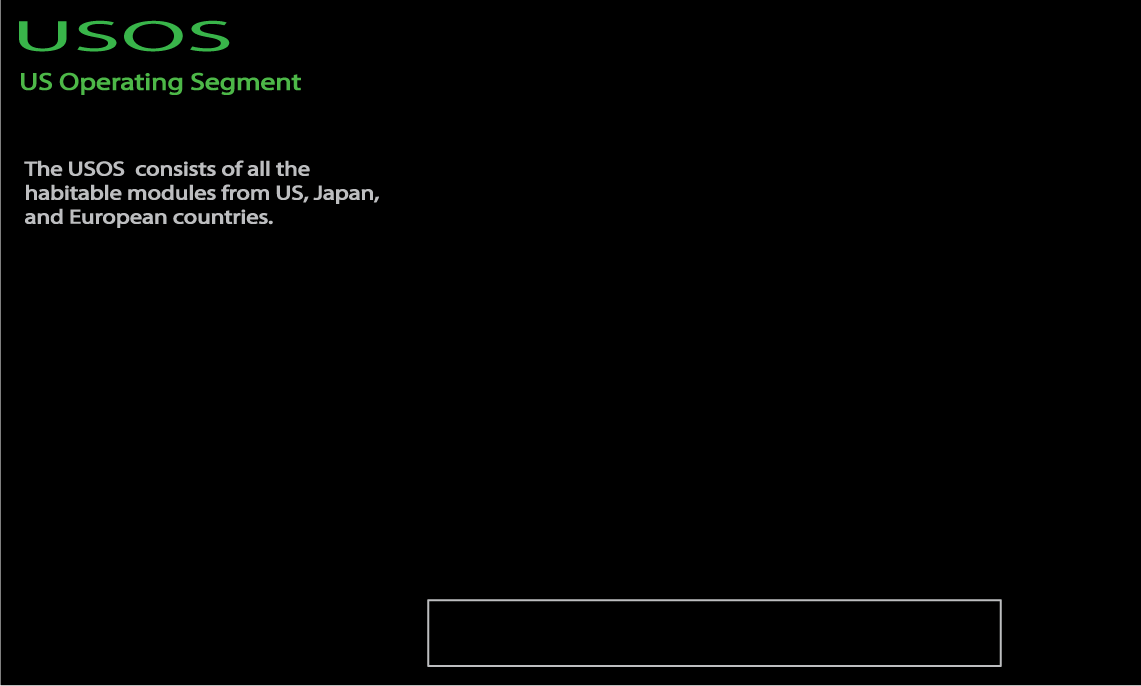 USOS
US Operating Segment
The USOS  consists of all the
habitable modules from US, Japan,
and European countries.